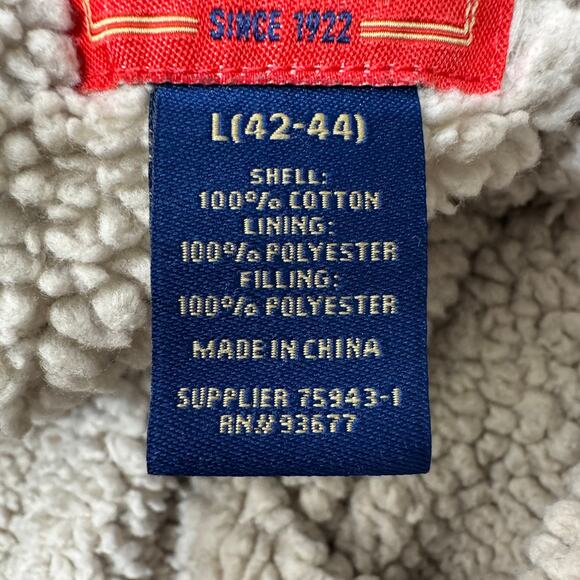 SINCE 1922
L(42-44)
SHELL:
100% COTTON
LINING:
100% POLYESTER
FILLING:
100% POLYESTER
MADE IN CHINA
SUPPLIER 75943-1
RN# 93677